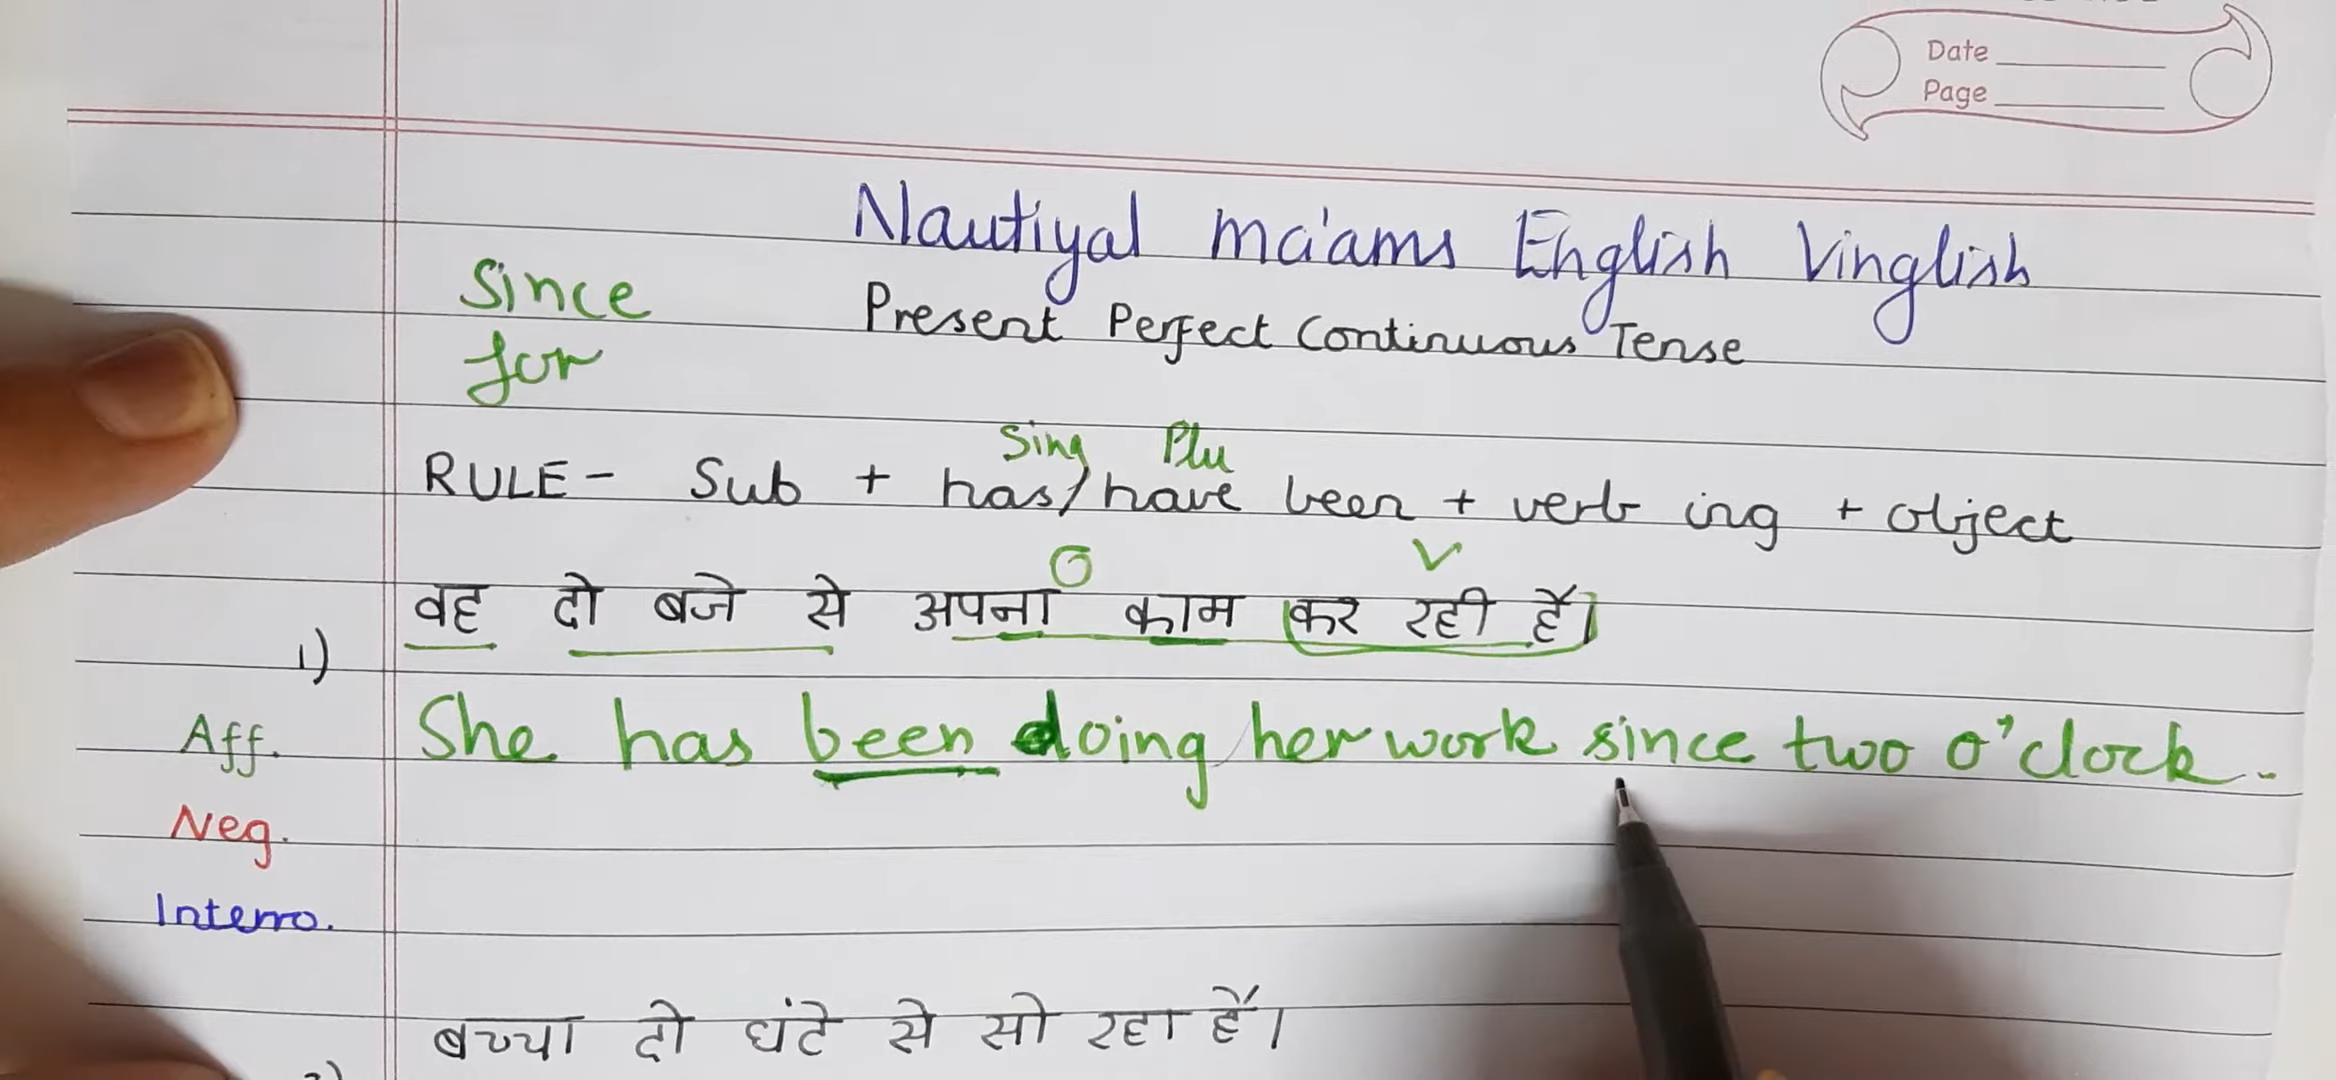 Date
Page
Nautiyal ma'ams English Vinglish
Since
for
Present Perfect Continuous Tense
Sing Plu
RULE - Sub + has/have been + verb ing + object
O V
1) वह दो बजे से अपना काम कर रही हैं।
Aff. She has been doing her work since two o'clock.
Neg.
Interro.
बच्चा दो घंटे से सो रहा हैं।